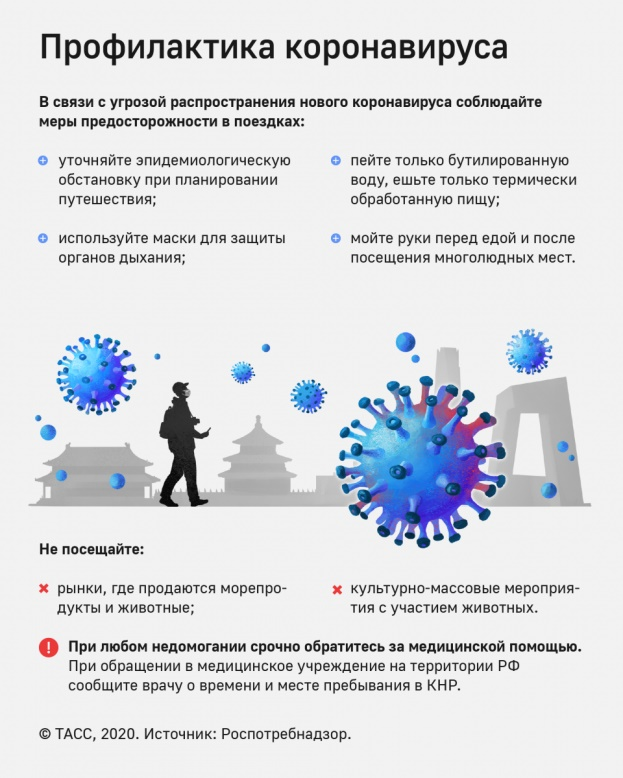 Профилактика коронавируса
В связи с угрозой распространения нового коронавируса соблюдайте
меры предосторожности в поездках:
уточняйте эпидемиологическую
обстановку при планировании
путешествия;
используйте маски для защиты
органов дыхания;
пейте только бутилированную
воду, ешьте только термически
обработанную пищу;
мойте руки перед едой и после
посещения многолюдных мест.
Не посещайте:
рынки, где продаются морепро-
дукты и животные;
культурно-массовые мероприя-
тия с участием животных.
При любом недомогании срочно обратитесь за медицинской помощью.
При обращении в медицинское учреждение на территории РФ
сообщите врачу о времени и месте пребывания в КНР.
© ТАСС, 2020. Источник: Роспотребнадзор.